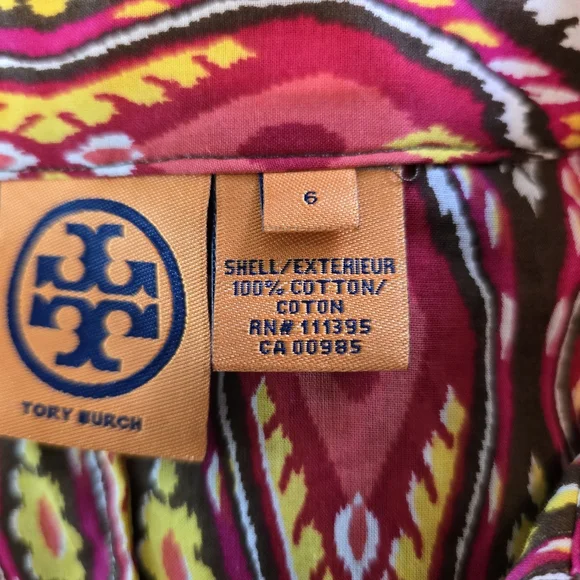 6
SHELL/EXTERIEUR
100% COTTON/
COTON
RN# 111395
CA 00985
TORY BURCH